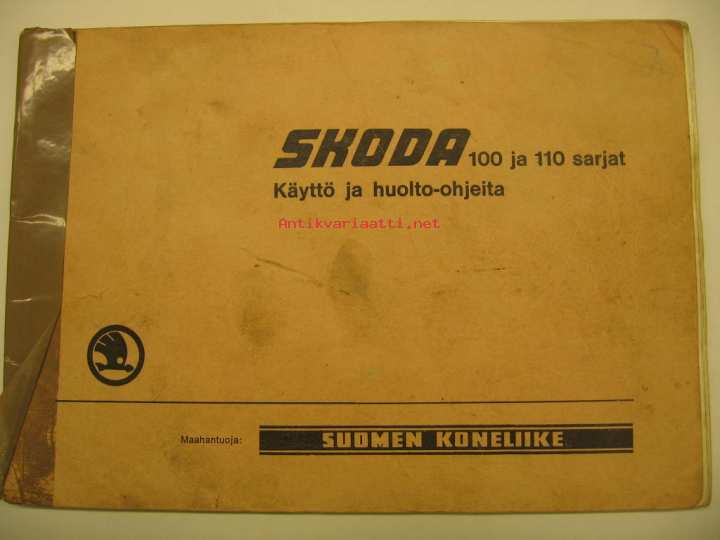 SKODA 100 ja 110 sarjat
Käyttö ja huolto-ohjeita
Antikvariaatti.net
Maahantuoja: SUOMEN KONELIIKE